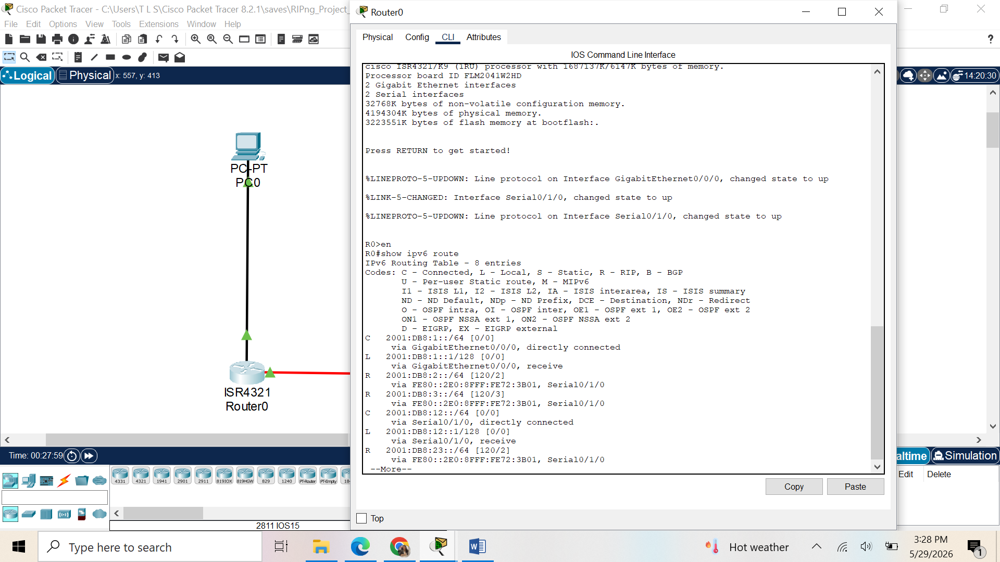 Cisco Packet Tracer - C:\Users\T L S\Cisco Packet Tracer 8.2.1\saves\RIPng_Project_
File Edit Options View Tools Extensions Window Help
?
Logical
Physical
x: 557, y: 413
14:20:30
PC-PT
PC0
ISR4321
Router0
Router0
Physical Config CLI Attributes
IOS Command Line Interface
cisco ISR4321/K9 (1RU) processor with 1687137K/6147K bytes of memory.
Processor board ID FLM2041W2HD
2 Gigabit Ethernet interfaces
2 Serial interfaces
32768K bytes of non-volatile configuration memory.
4194304K bytes of physical memory.
3223551K bytes of flash memory at bootflash:.
Press RETURN to get started!
%LINEPROTO-5-UPDOWN: Line protocol on Interface GigabitEthernet0/0/0, changed state to up
%LINK-5-CHANGED: Interface Serial0/1/0, changed state to up
%LINEPROTO-5-UPDOWN: Line protocol on Interface Serial0/1/0, changed state to up
R0>en
R0#show ipv6 route
IPv6 Routing Table - 8 entries
Codes: C - Connected, L - Local, S - Static, R - RIP, B - BGP
U - Per-user Static route, M - MIPv6
I1 - ISIS L1, I2 - ISIS L2, IA - ISIS interarea, IS - ISIS summary
ND - ND Default, NDp - ND Prefix, DCE - Destination, NDr - Redirect
O - OSPF intra, OI - OSPF inter, OE1 - OSPF ext 1, OE2 - OSPF ext 2
ON1 - OSPF NSSA ext 1, ON2 - OSPF NSSA ext 2
D - EIGRP, EX - EIGRP external
C 2001:DB8:1::/64 [0/0]
via GigabitEthernet0/0/0, directly connected
L 2001:DB8:1::1/128 [0/0]
via GigabitEthernet0/0/0, receive
R 2001:DB8:2::/64 [120/2]
via FE80::2E0:8FFF:FE72:3B01, Serial0/1/0
R 2001:DB8:3::/64 [120/3]
via FE80::2E0:8FFF:FE72:3B01, Serial0/1/0
C 2001:DB8:12::/64 [0/0]
via Serial0/1/0, directly connected
L 2001:DB8:12::1/128 [0/0]
via Serial0/1/0, receive
R 2001:DB8:23::/64 [120/2]
via FE80::2E0:8FFF:FE72:3B01, Serial0/1/0
--More--
Copy Paste
Top
Time: 00:27:59
altime
Simulation
Edit Delete
4331 4321 1941 2901 2911 819IOX 819HGW 829 1240 PT-Router PT-Empty 18
2811 IOS15
Type here to search
Hot weather
3:28 PM
5/29/2026
1